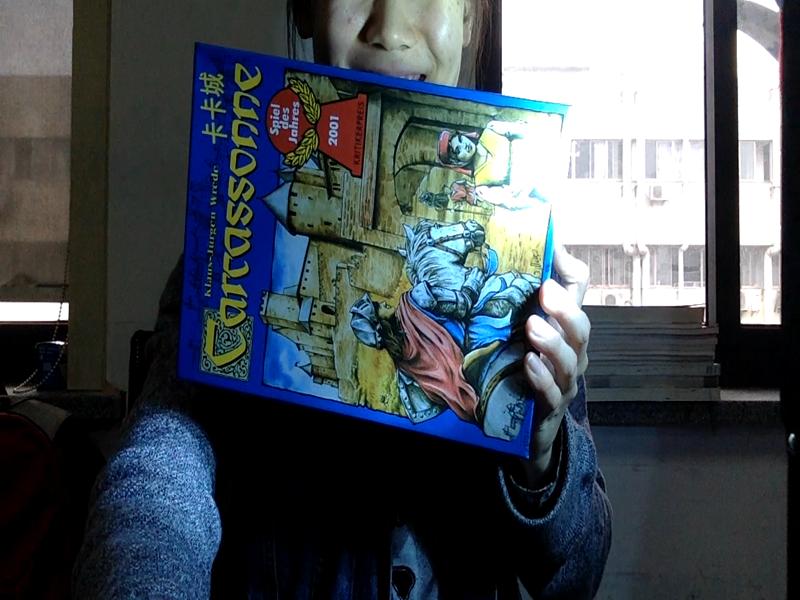 卡卡城
Klaus-Jürgen Wrede
Carcassonne
Spiel
des
Jahres
2001
KRITIKERPREIS